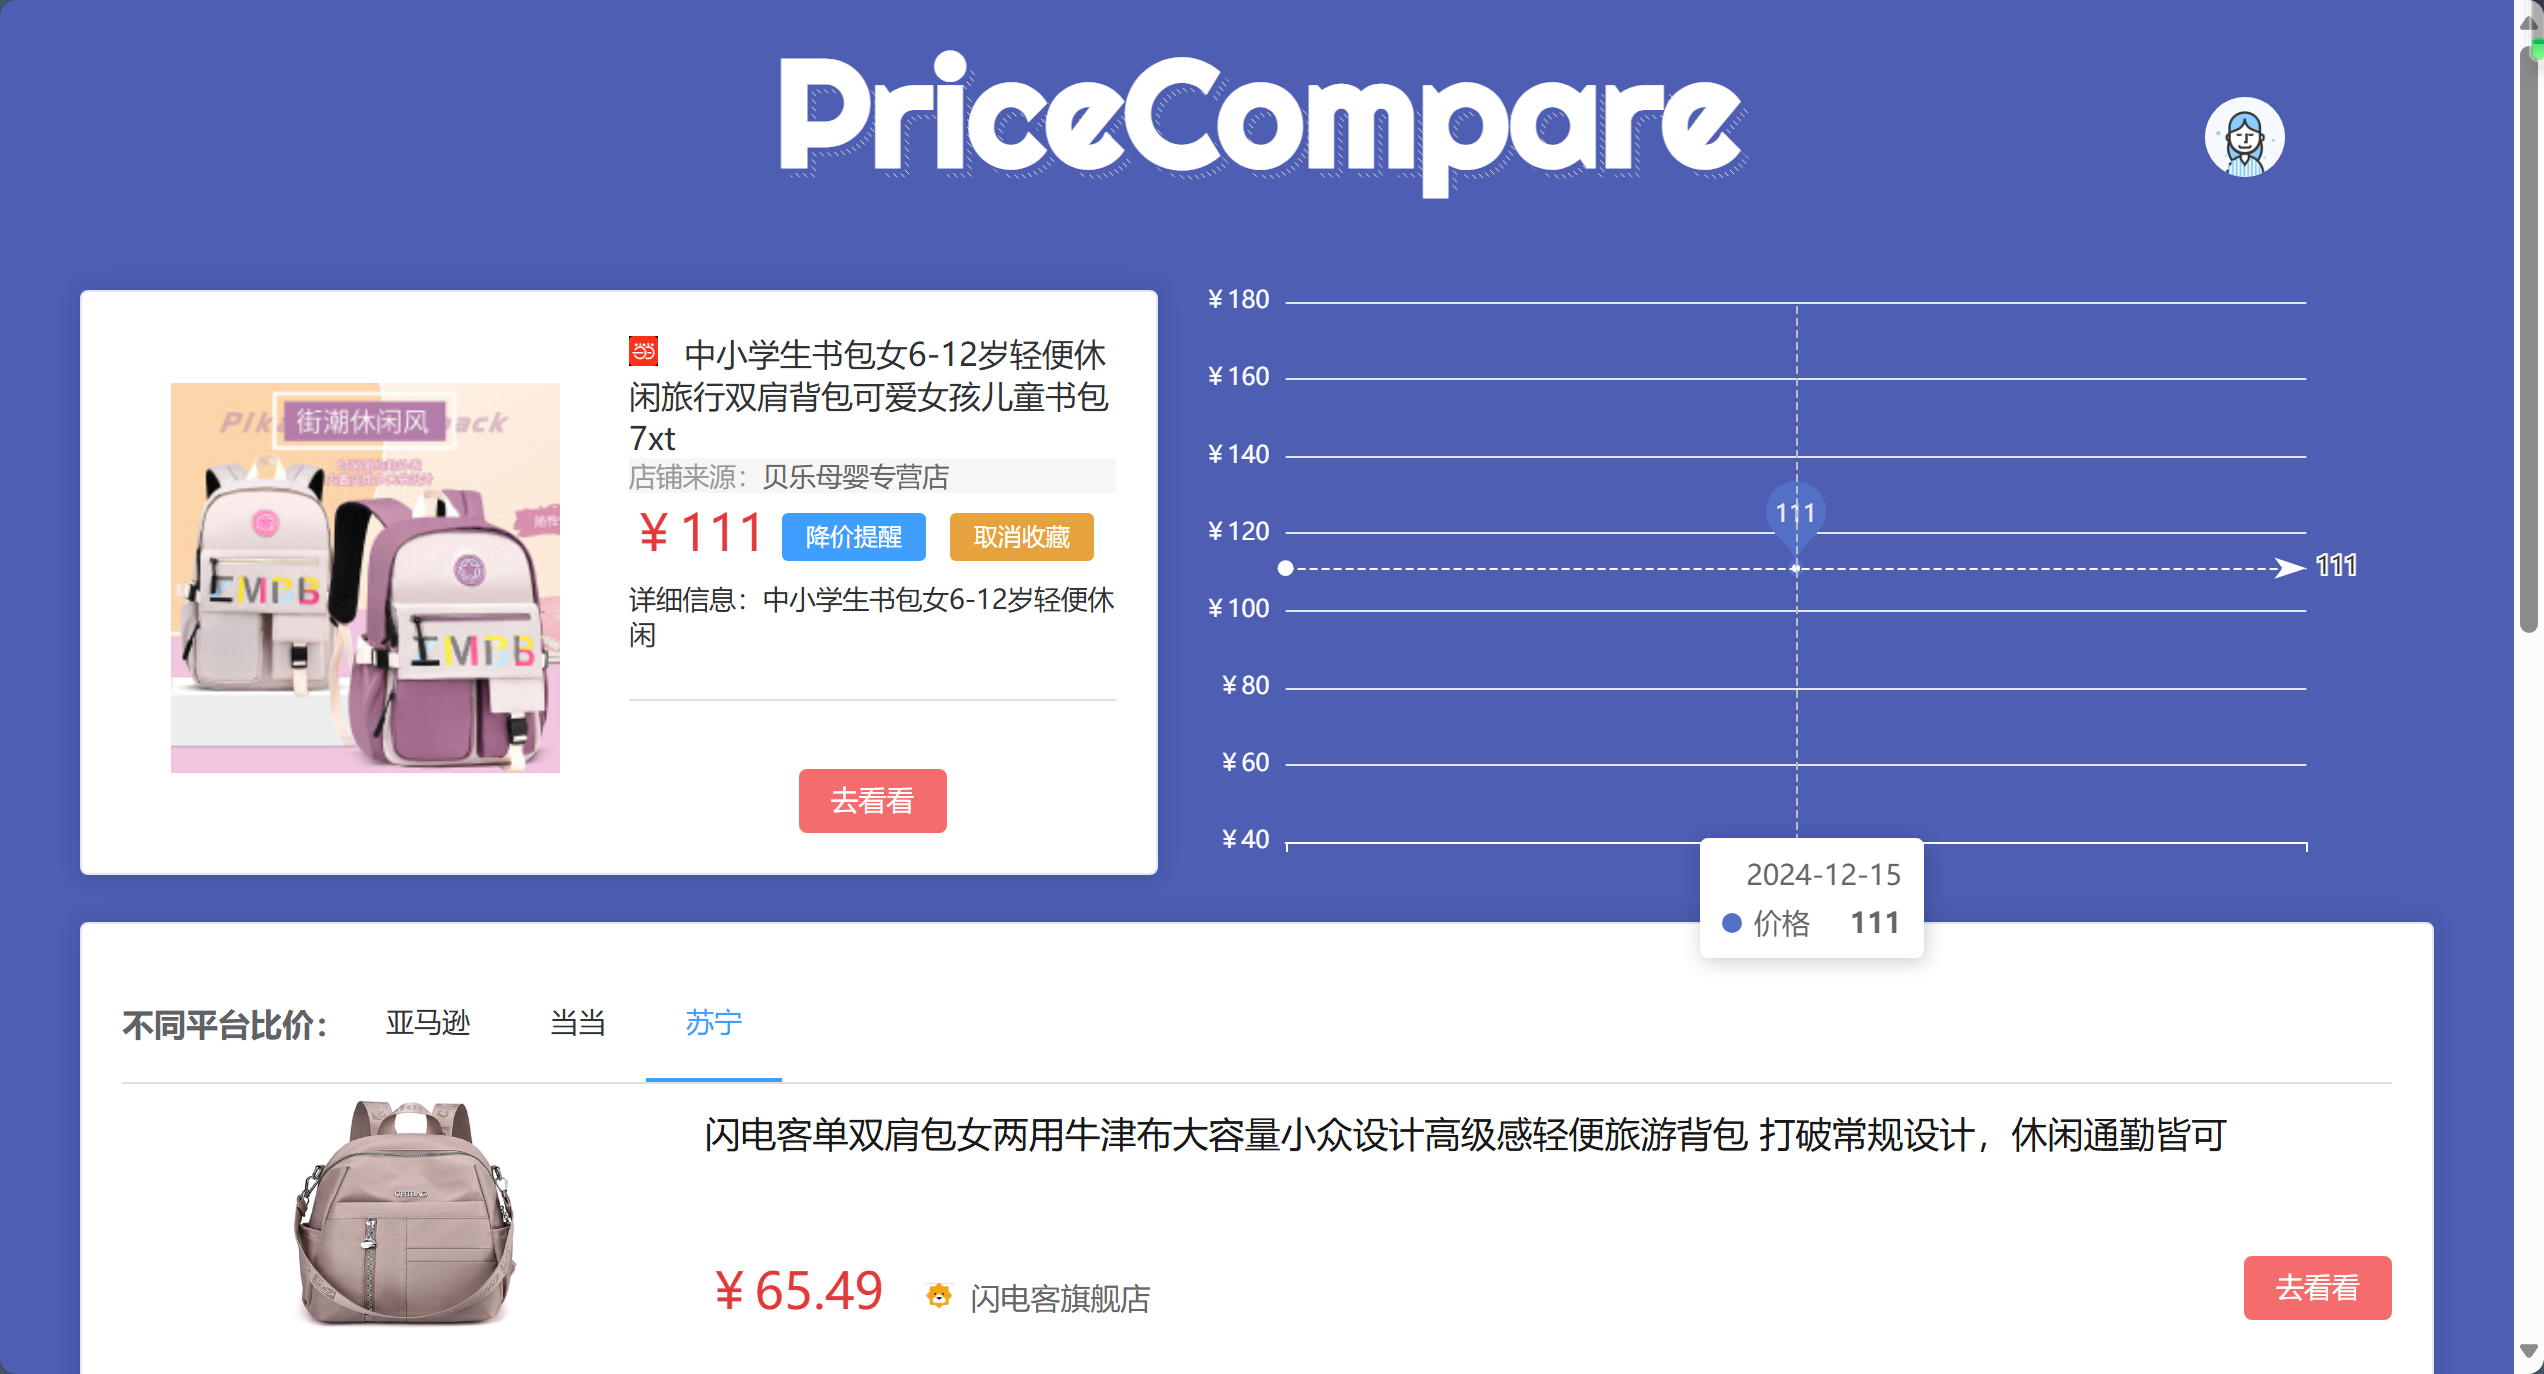 PriceCompare
街潮休闲风
中小学生书包女6-12岁轻便休
闲旅行双肩背包可爱女孩儿童书包
7xt
店铺来源：贝乐母婴专营店
¥111
降价提醒
取消收藏
详细信息：中小学生书包女6-12岁轻便休
闲
去看看
¥180
¥160
¥140
¥120
¥100
¥80
¥60
¥40
111
111
2024-12-15
价格 111
不同平台比价：
亚马逊
当当
苏宁
闪电客单双肩包女两用牛津布大容量小众设计高级感轻便旅游背包 打破常规设计，休闲通勤皆可
¥65.49
闪电客旗舰店
去看看